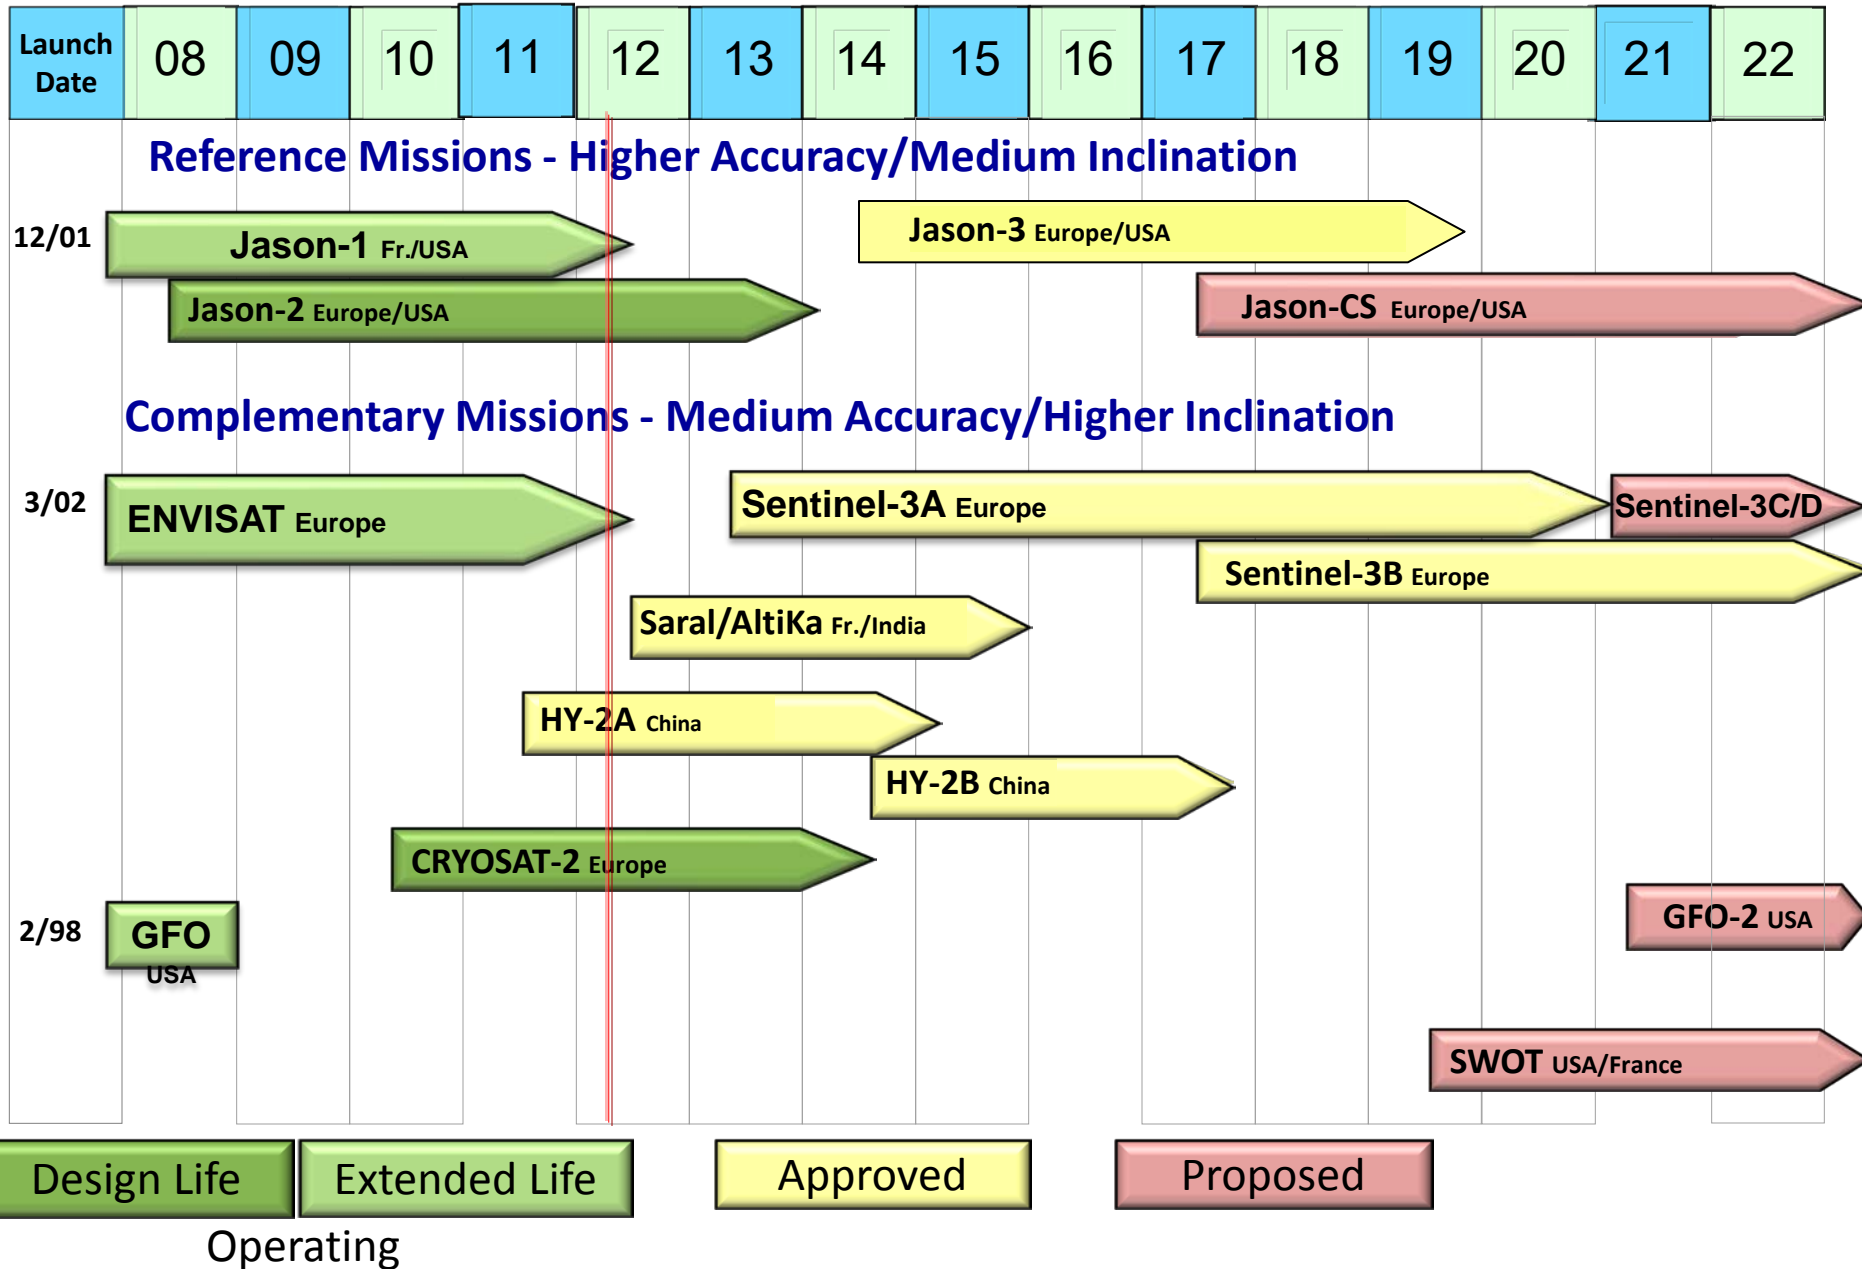 Launch Date 08 09 10 11 12 13 14 15 16 17 18 19 20 21 22
Reference Missions - Higher Accuracy/Medium Inclination
12/01
Jason-1 Fr./USA
Jason-3 Europe/USA
Jason-2 Europe/USA
Jason-CS Europe/USA
Complementary Missions - Medium Accuracy/Higher Inclination
3/02
ENVISAT Europe
Sentinel-3A Europe
Sentinel-3C/D
Sentinel-3B Europe
Saral/AltiKa Fr./India
HY-2A China
HY-2B China
CRYOSAT-2 Europe
2/98
GFO
USA
GFO-2 USA
SWOT USA/France
Design Life
Extended Life
Approved
Proposed
Operating